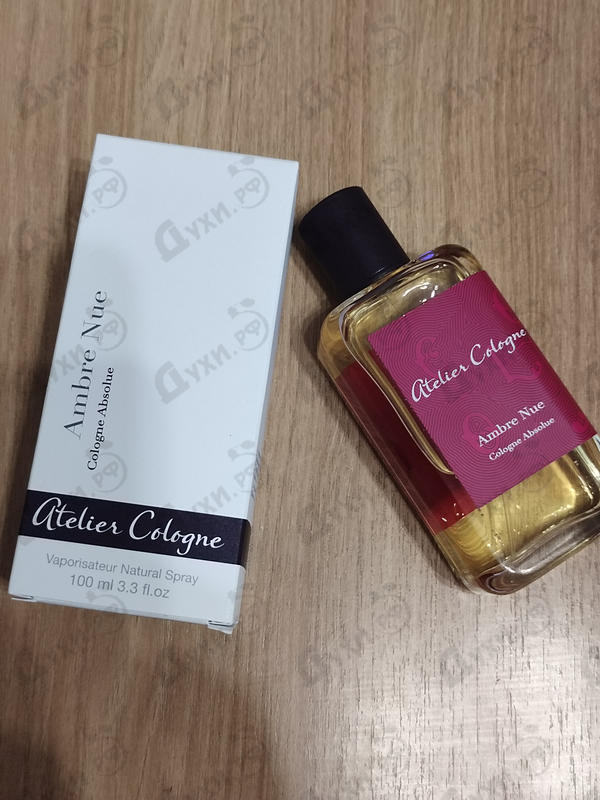 Ambre Nue
Cologne Absolue
Atelier Cologne
Vaporisateur Natural Spray
100 ml 3.3 fl.oz
Atelier Cologne
Ambre Nue
Cologne Absolue
Духи.РФ